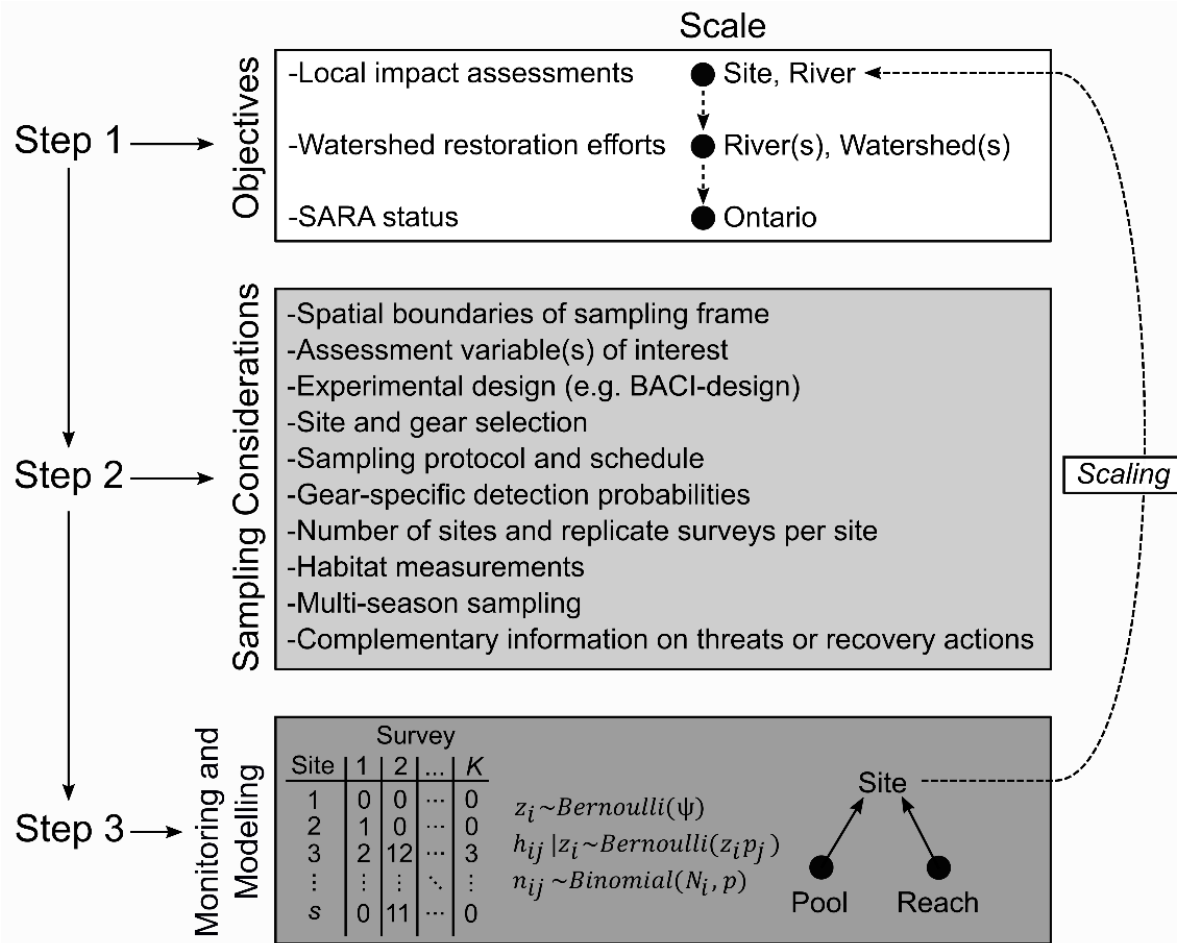 Scale
Step 1
Objectives
-Local impact assessments
Site, River
-Watershed restoration efforts
River(s), Watershed(s)
-SARA status
Ontario
Step 2
Sampling Considerations
-Spatial boundaries of sampling frame
-Assessment variable(s) of interest
-Experimental design (e.g. BACI-design)
-Site and gear selection
-Sampling protocol and schedule
-Gear-specific detection probabilities
-Number of sites and replicate surveys per site
-Habitat measurements
-Multi-season sampling
-Complementary information on threats or recovery actions
Scaling
Step 3
Monitoring and
Modelling
Survey
Site 1 2 ... K
1 0 0 ⋯ 0
2 1 0 ⋯ 0
3 2 12 ⋯ 3
⋮ ⋮ ⋮ ⋱ ⋮
s 0 11 ⋯ 0
z_i~Bernoulli(ψ)
h_ij |z_i~Bernoulli(z_i p_j)
n_ij~Binomial(N_i, p)
Site
Pool
Reach